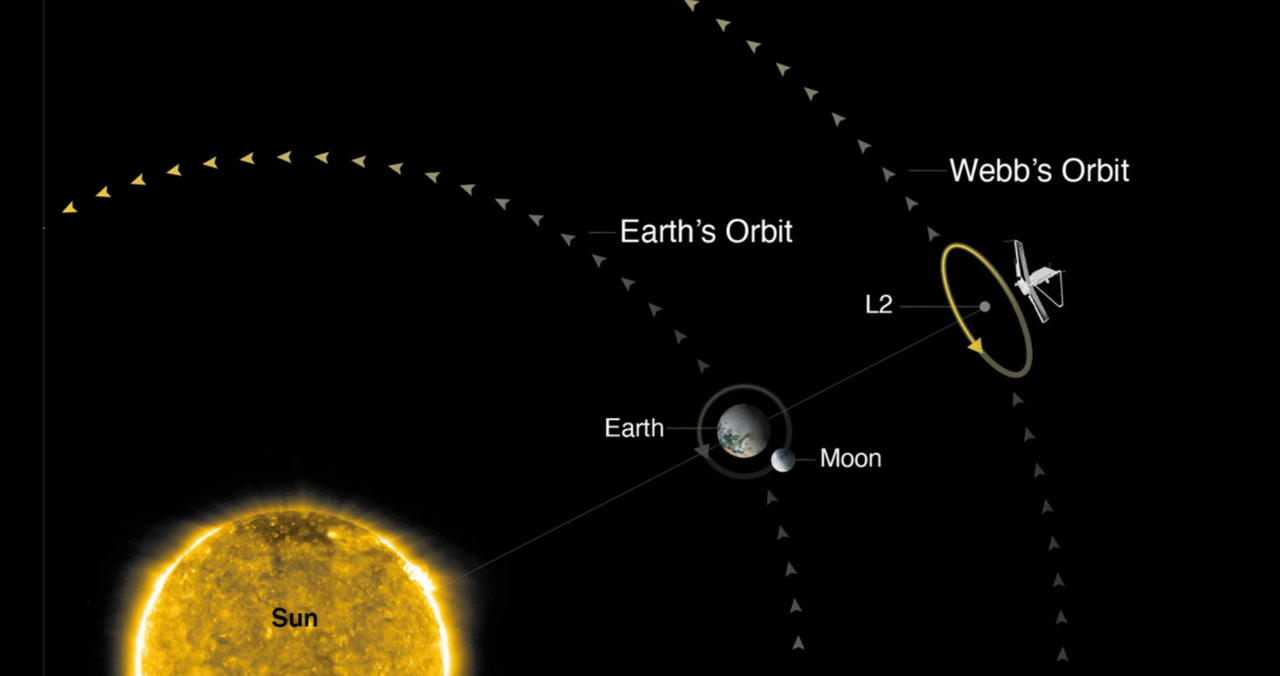 Webb’s Orbit
Earth’s Orbit
L2
Earth
Moon
Sun